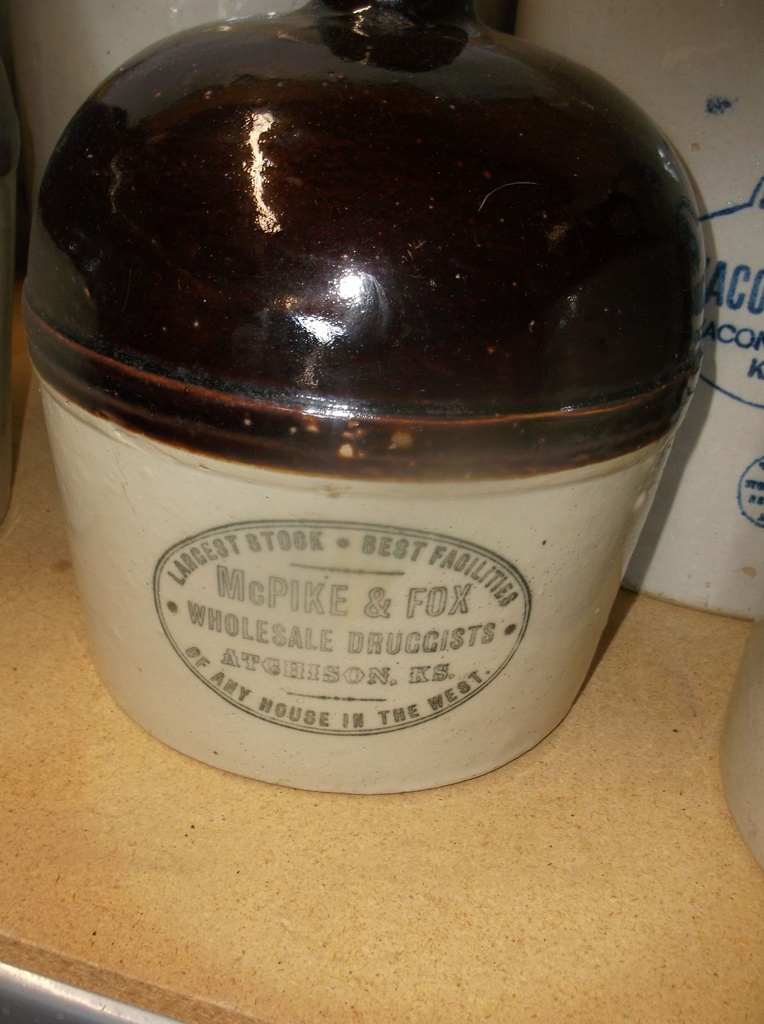 LARGEST STOCK • BEST FACILITIES
McPIKE & FOX
• WHOLESALE DRUGGISTS •
ATCHISON, KS.
OF ANY HOUSE IN THE WEST.